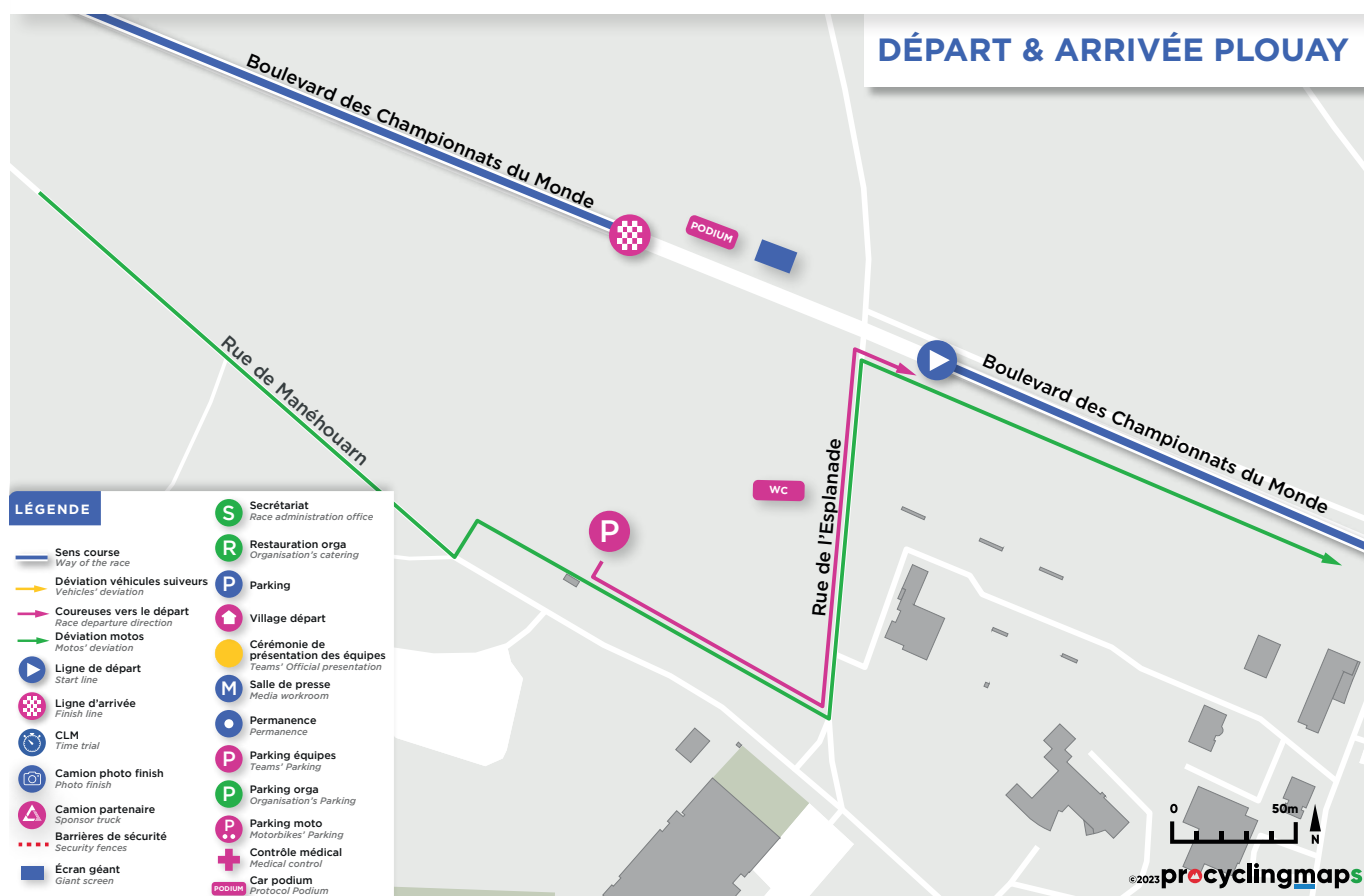 DÉPART & ARRIVÉE PLOUAY
Boulevard des Championnats du Monde
PODIUM
Boulevard des Championnats du Monde
Rue de Manéhouarn
WC
Rue de l'Esplanade
P
LÉGENDE
Sens course
Way of the race
Déviation véhicules suiveurs
Vehicles' deviation
Coureuses vers le départ
Race departure direction
Déviation motos
Motos' deviation
Ligne de départ
Start line
Ligne d'arrivée
Finish line
CLM
Time trial
Camion photo finish
Photo finish
Camion partenaire
Sponsor truck
Barrières de sécurité
Security fences
Écran géant
Giant screen
S
Secrétariat
Race administration office
R
Restauration orga
Organisation's catering
P
Parking
Village départ
Cérémonie de
présentation des équipes
Teams' Official presentation
M
Salle de presse
Media workroom
Permanence
Permanence
P
Parking équipes
Teams' Parking
P
Parking orga
Organisation's Parking
P
Parking moto
Motorbikes' Parking
Contrôle médical
Medical control
PODIUM
Car podium
Protocol Podium
0 50m
N
©2023 procyclingmaps